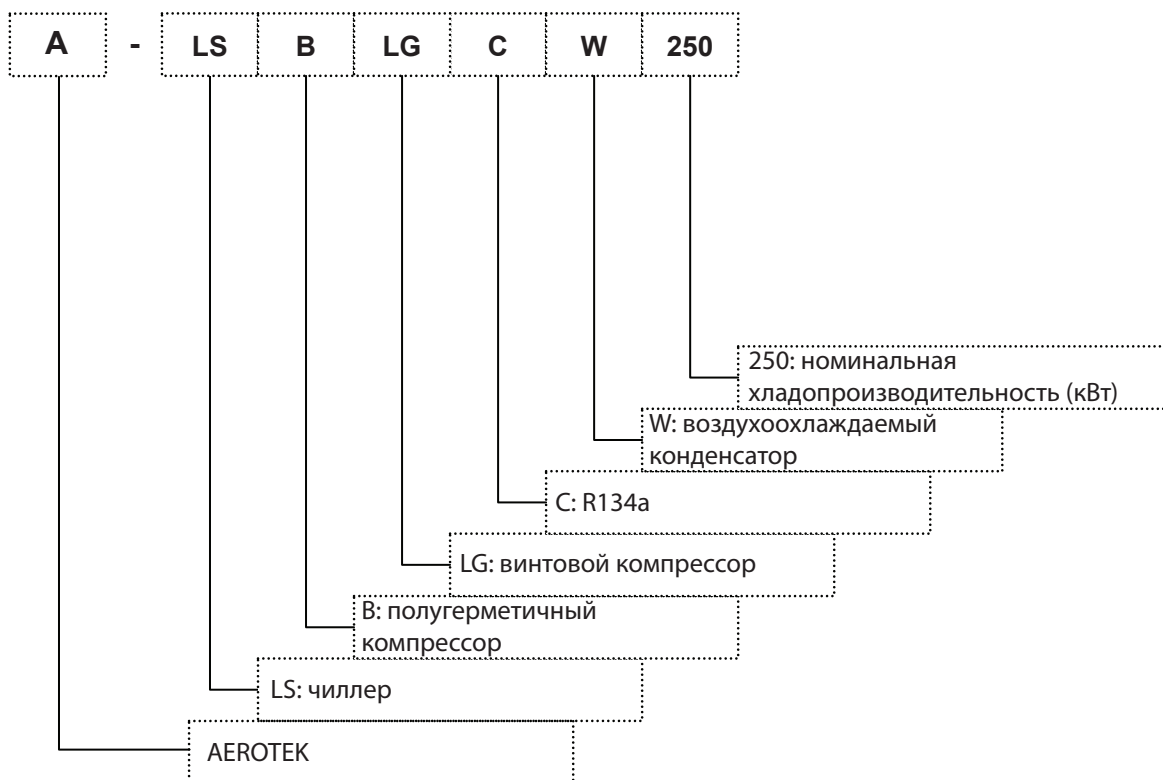 A - LS B LG C W 250
250: номинальная
хладопроизводительность (кВт)
W: воздухоохлаждаемый
конденсатор
C: R134a
LG: винтовой компрессор
B: полугерметичный
компрессор
LS: чиллер
AEROTEK